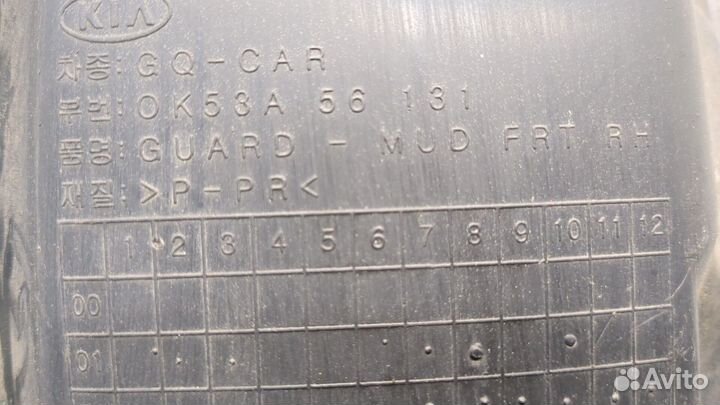 KIA
차종: GQ-CAR
부번: OK53A 56 131
품명: GUARD - MUD FRT RH
재질: >P-PR<
1 2 3 4 5 6 7 8 9 10 11 12
00
01
Avito